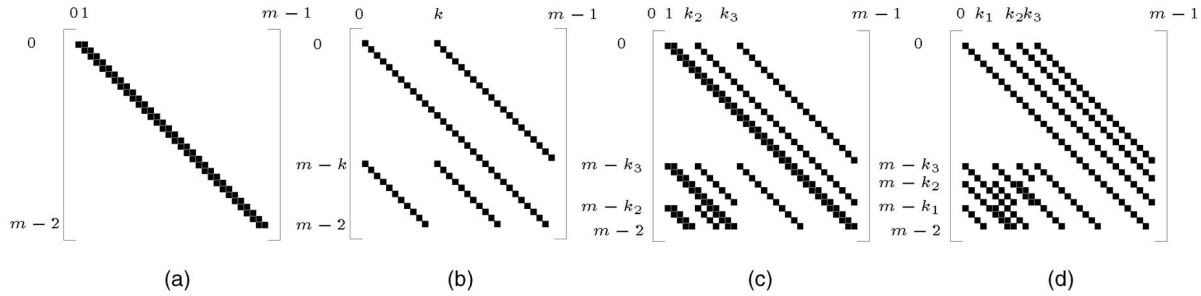 0 1 m − 1
0
m − 2
(a)
0 k m − 1
0
m − k
m − 2
(b)
0 1 k₂ k₃ m − 1
0
m − k₃
m − k₂
m − 2
(c)
0 k₁ k₂ k₃ m − 1
0
m − k₃
m − k₂
m − k₁
m − 2
(d)